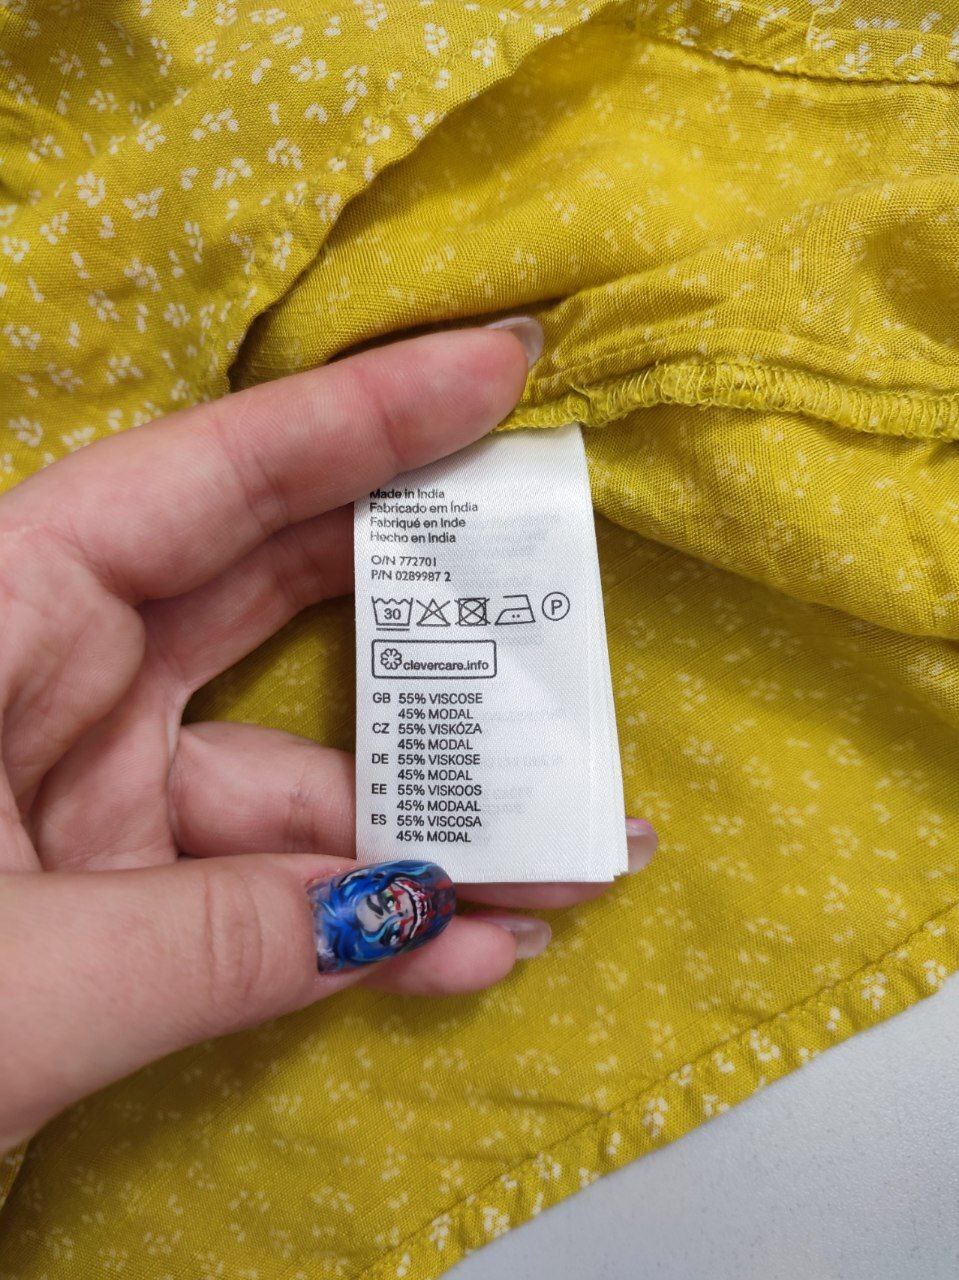 Made in India
Fabricado em Índia
Fabriqué en Inde
Hecho en India
O/N 772701
P/N 0289987 2
30 P
clevercare.info
GB 55% VISCOSE
45% MODAL
CZ 55% VISKÓZA
45% MODAL
DE 55% VISKOSE
45% MODAL
EE 55% VISKOOS
45% MODAAL
ES 55% VISCOSA
45% MODAL